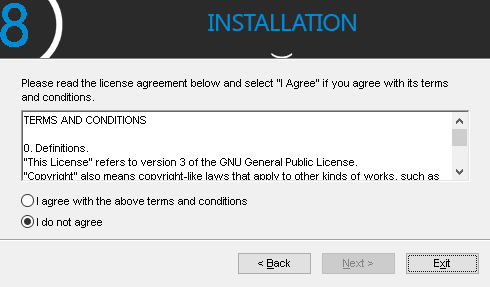 8
INSTALLATION
Please read the license agreement below and select "I Agree" if you agree with its terms
and conditions.
TERMS AND CONDITIONS
0. Definitions.
"This License" refers to version 3 of the GNU General Public License.
"Copyright" also means copyright-like laws that apply to other kinds of works, such as
I agree with the above terms and conditions
I do not agree
< Back
Next >
Exit